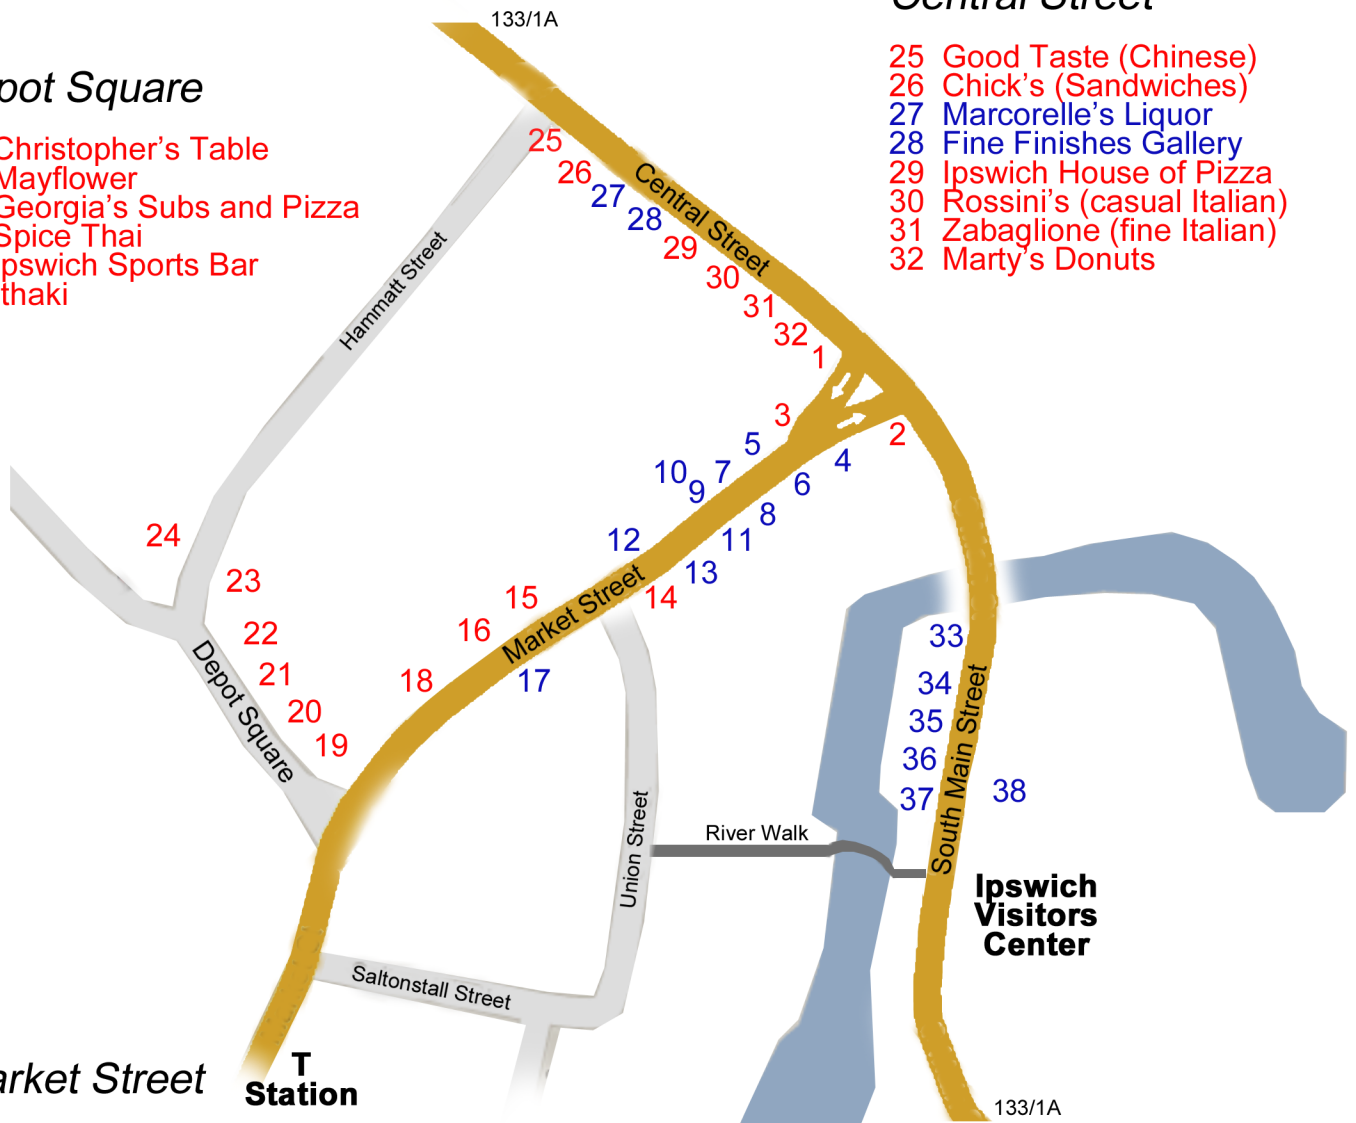 133/1A
Central Street
pot Square
Christopher's Table
Mayflower
Georgia's Subs and Pizza
Spice Thai
pswich Sports Bar
thaki
25 Good Taste (Chinese)
26 Chick's (Sandwiches)
27 Marcorelle's Liquor
28 Fine Finishes Gallery
29 Ipswich House of Pizza
30 Rossini's (casual Italian)
31 Zabaglione (fine Italian)
32 Marty's Donuts
25
26
27
28
29
30
31
32
1
Central Street
Hammatt Street
3
2
5
4
10
7
9
6
8
12
11
13
24
23
15
14
16
Market Street
22
21
18
17
20
19
Depot Square
33
34
35
36
37
38
South Main Street
Union Street
River Walk
Ipswich
Visitors
Center
Saltonstall Street
T
Station
arket Street
133/1A